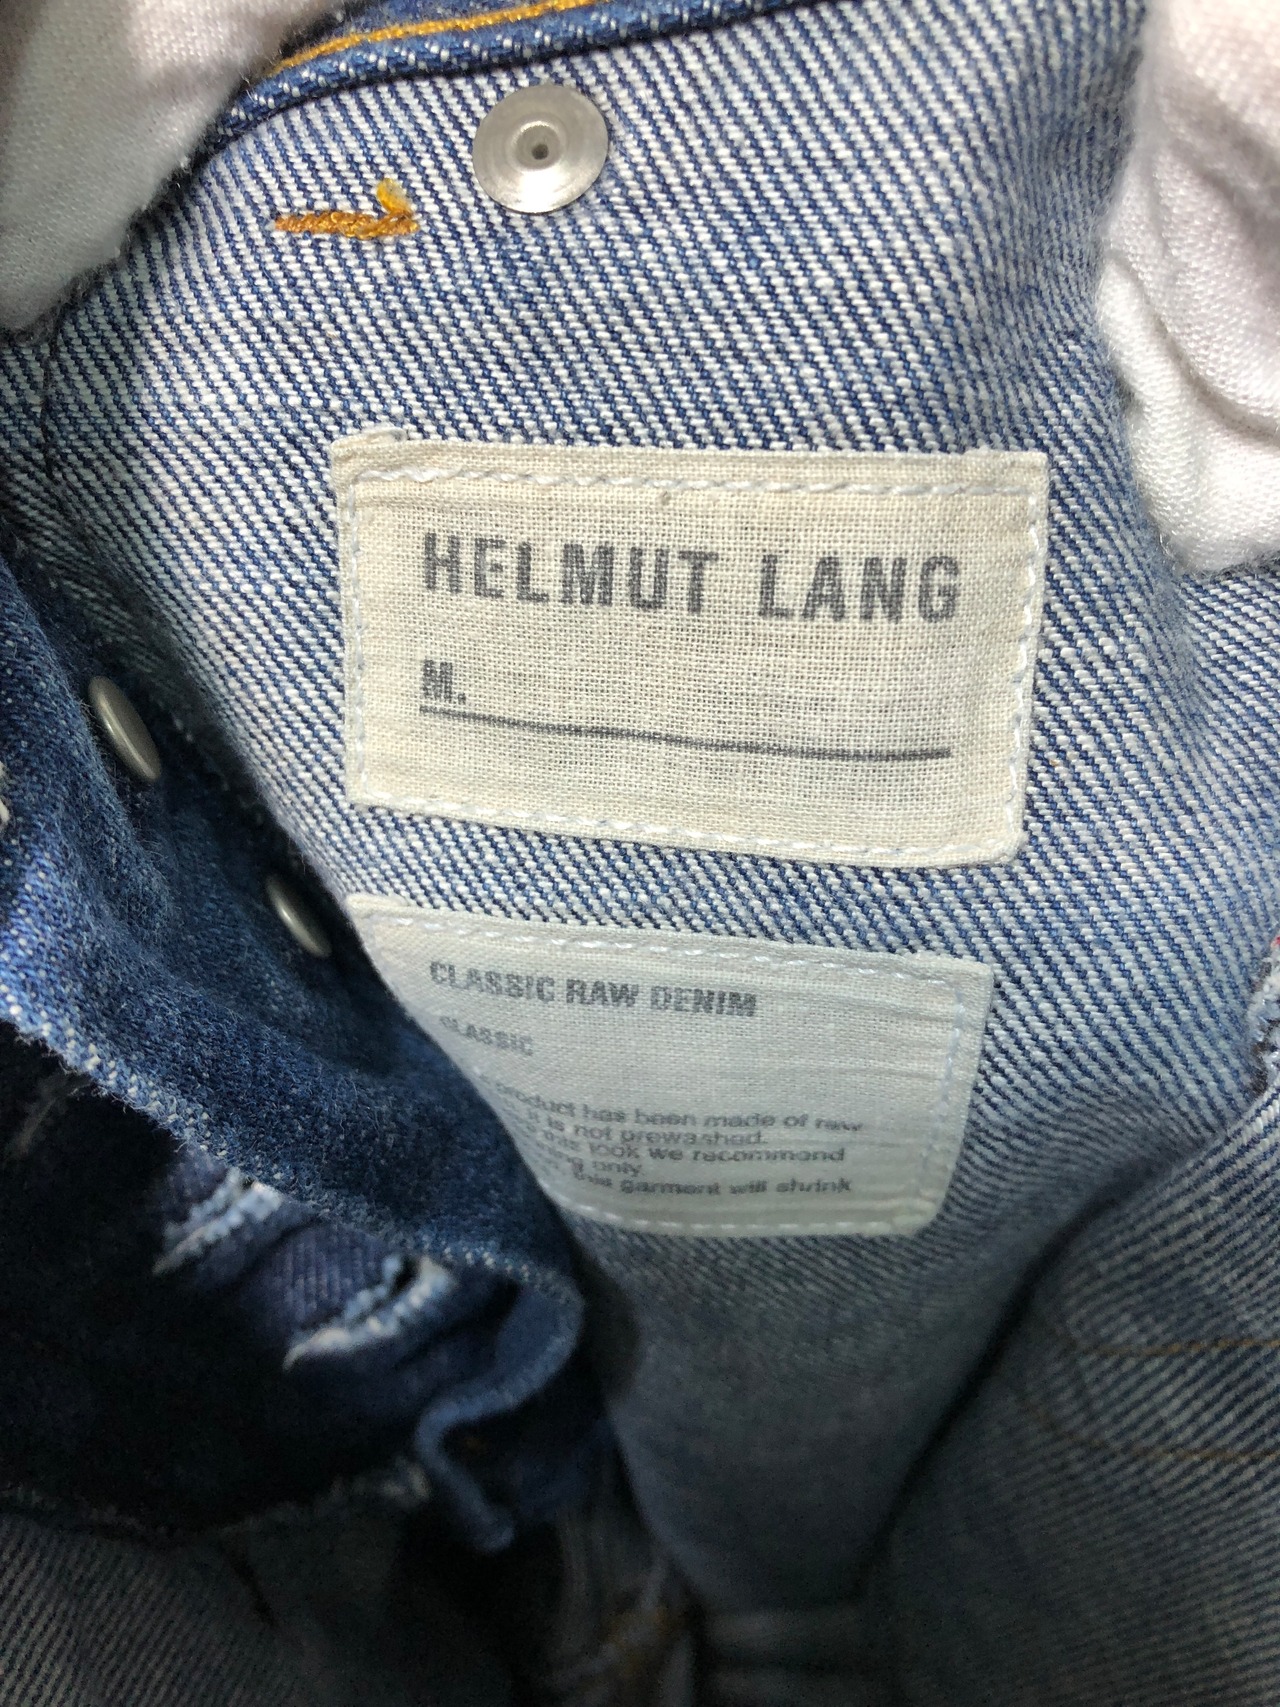 HELMUT LANG
M.
CLASSIC RAW DENIM
CLASSIC
product has been made of raw
it is not prewashed.
look we recommend
only
this garment will shrink